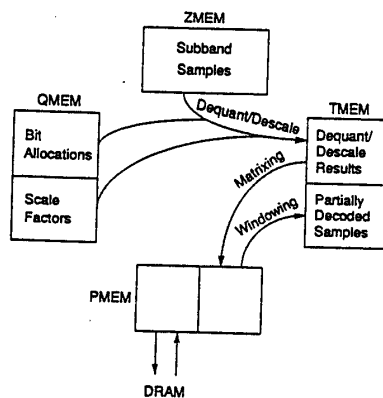 ZMEM
Subband
Samples
QMEM
Bit
Allocations
Scale
Factors
Dequant/Descale
TMEM
Dequant/
Descale
Results
Partially
Decoded
Samples
Matrixing
Windowing
PMEM
DRAM